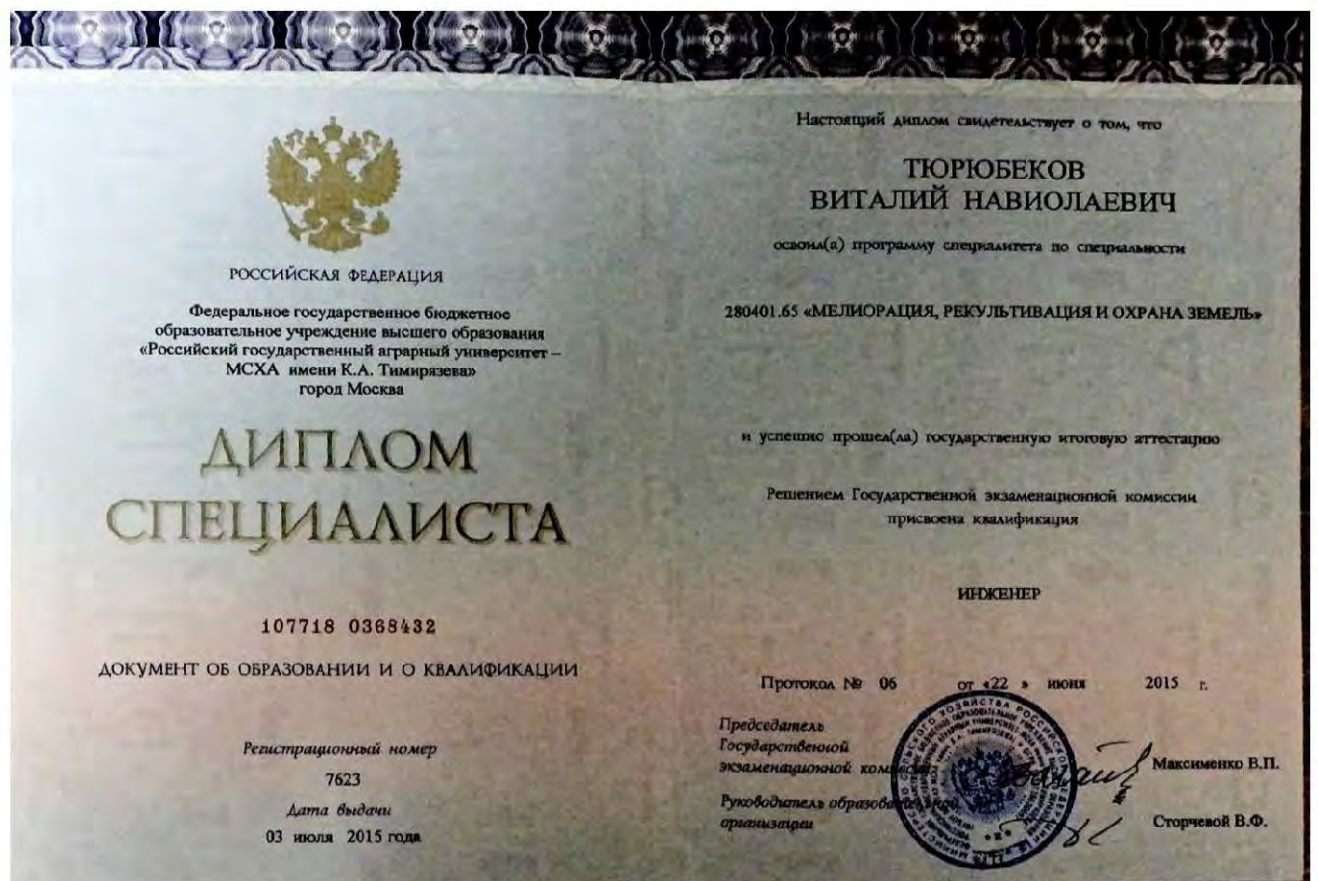 РОССИЙСКАЯ ФЕДЕРАЦИЯ
Федеральное государственное бюджетное
образовательное учреждение высшего образования
«Российский государственный аграрный университет –
МСХА имени К.А. Тимирязева»
город Москва
ДИПЛОМ
СПЕЦИАЛИСТА
107718 0368432
ДОКУМЕНТ ОБ ОБРАЗОВАНИИ И О КВАЛИФИКАЦИИ
Регистрационный номер
7623
Дата выдачи
03 июля 2015 года
Настоящий диплом свидетельствует о том, что
ТЮРЮБЕКОВ
ВИТАЛИЙ НАВИОЛАЕВИЧ
освоил(а) программу специалитета по специальности
280401.65 «МЕЛИОРАЦИЯ, РЕКУЛЬТИВАЦИЯ И ОХРАНА ЗЕМЕЛЬ»
и успешно прошел(ла) государственную итоговую аттестацию
Решением Государственной экзаменационной комиссии
присвоена квалификация
ИНЖЕНЕР
Протокол № 06 от «22 » июня 2015 г.
Председатель
Государственной
экзаменационной комиссии
Максименко В.П.
Руководитель образовательной
организации
Сторчевой В.Ф.